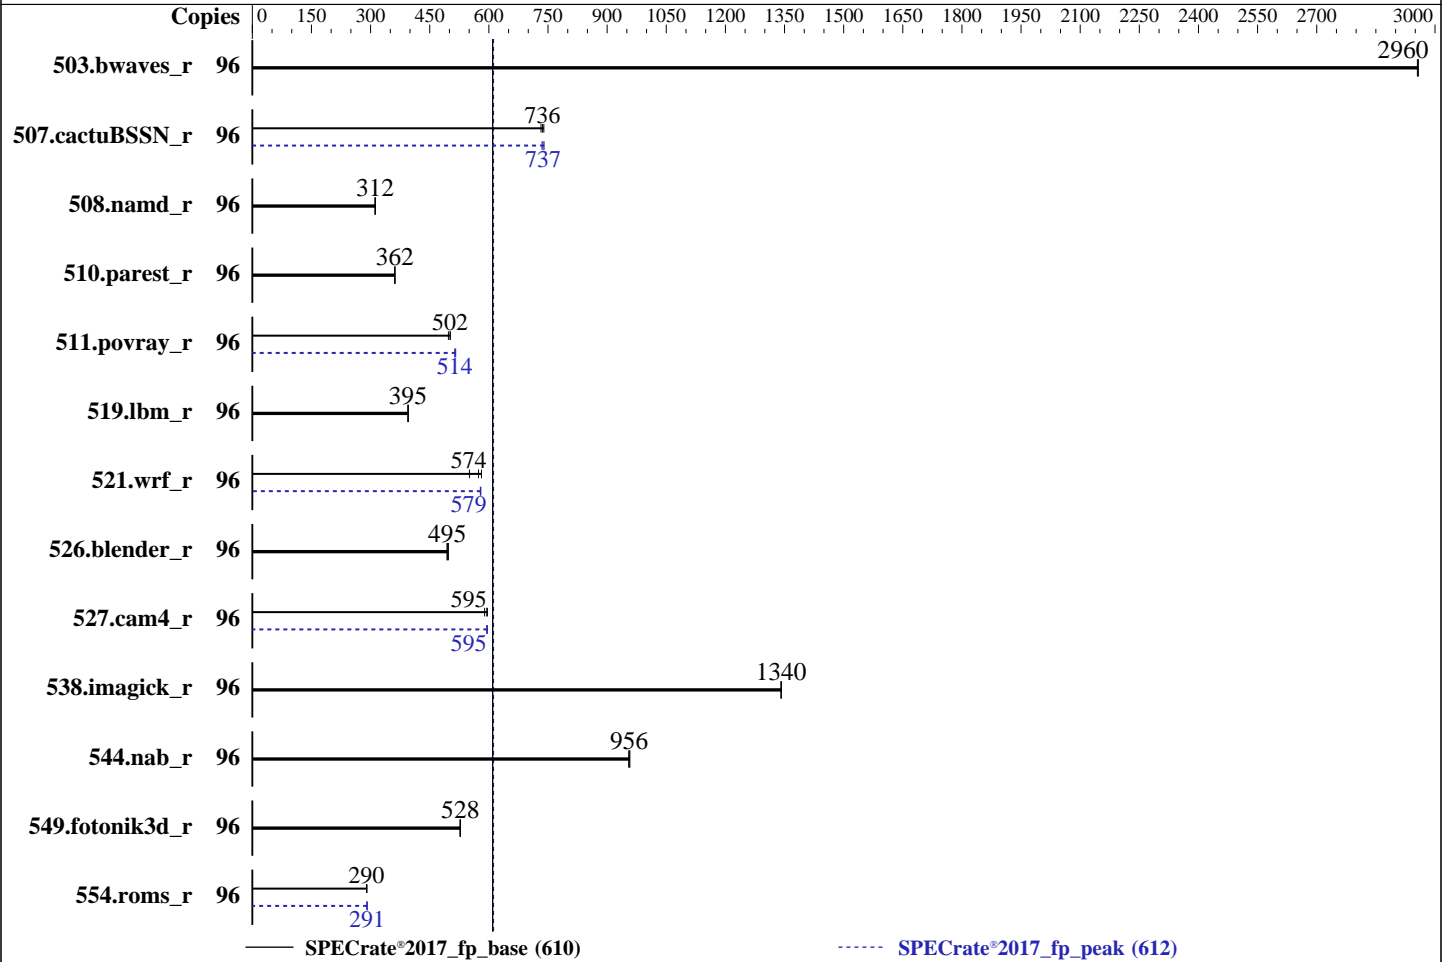 Copies 0 150 300 450 600 750 900 1050 1200 1350 1500 1650 1800 1950 2100 2250 2400 2550 2700 3000
503.bwaves_r 96 2960
507.cactuBSSN_r 96 736
737
508.namd_r 96 312
510.parest_r 96 362
511.povray_r 96 502
514
519.lbm_r 96 395
521.wrf_r 96 574
579
526.blender_r 96 495
527.cam4_r 96 595
595
538.imagick_r 96 1340
544.nab_r 96 956
549.fotonik3d_r 96 528
554.roms_r 96 290
291
SPECrate®2017_fp_base (610) SPECrate®2017_fp_peak (612)